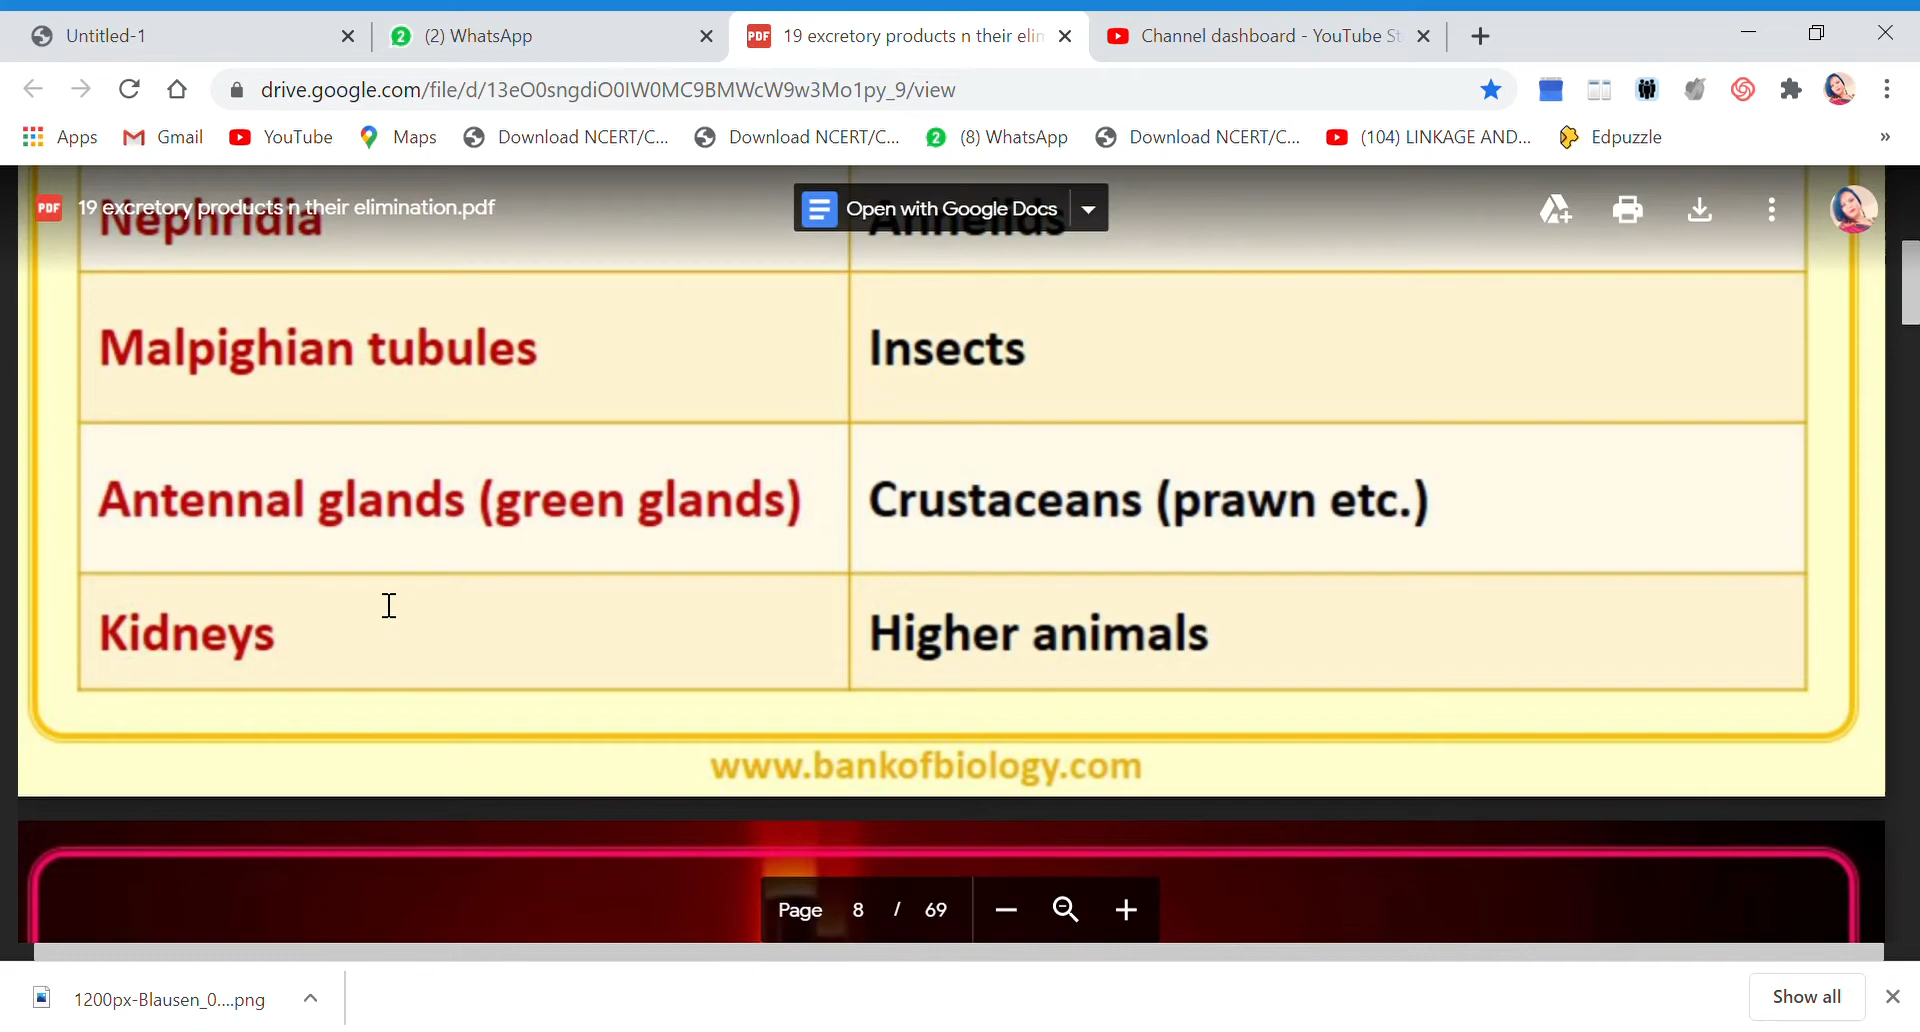 Untitled-1
(2) WhatsApp
19 excretory products n their elin
Channel dashboard - YouTube St
drive.google.com/file/d/13eO0sngdiO0IW0MC9BMWcW9w3Mo1py_9/view
Apps
Gmail
YouTube
Maps
Download NCERT/C...
Download NCERT/C...
(8) WhatsApp
Download NCERT/C...
(104) LINKAGE AND...
Edpuzzle
PDF 19 excretory products n their elimination.pdf
Open with Google Docs
Nephridia Annelids
Malpighian tubules Insects
Antennal glands (green glands) Crustaceans (prawn etc.)
Kidneys Higher animals
www.bankofbiology.com
Page 8 / 69
1200px-Blausen_0....png
Show all